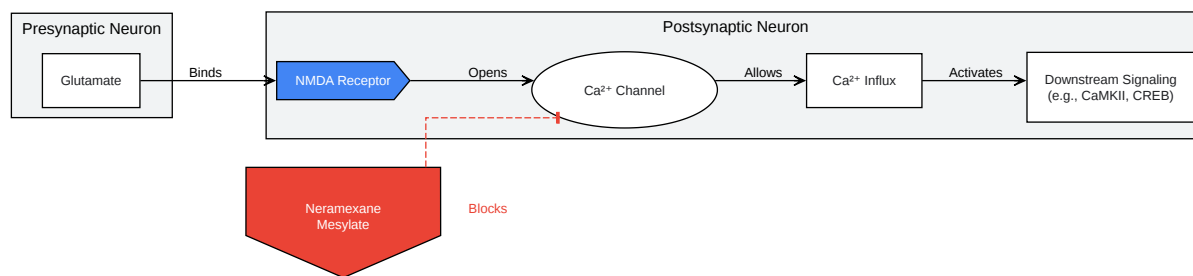 Presynaptic Neuron
Postsynaptic Neuron
Glutamate
Binds
NMDA Receptor
Opens
Ca²⁺ Channel
Allows
Ca²⁺ Influx
Activates
Downstream Signaling
(e.g., CaMKII, CREB)
Neramexane
Mesylate
Blocks